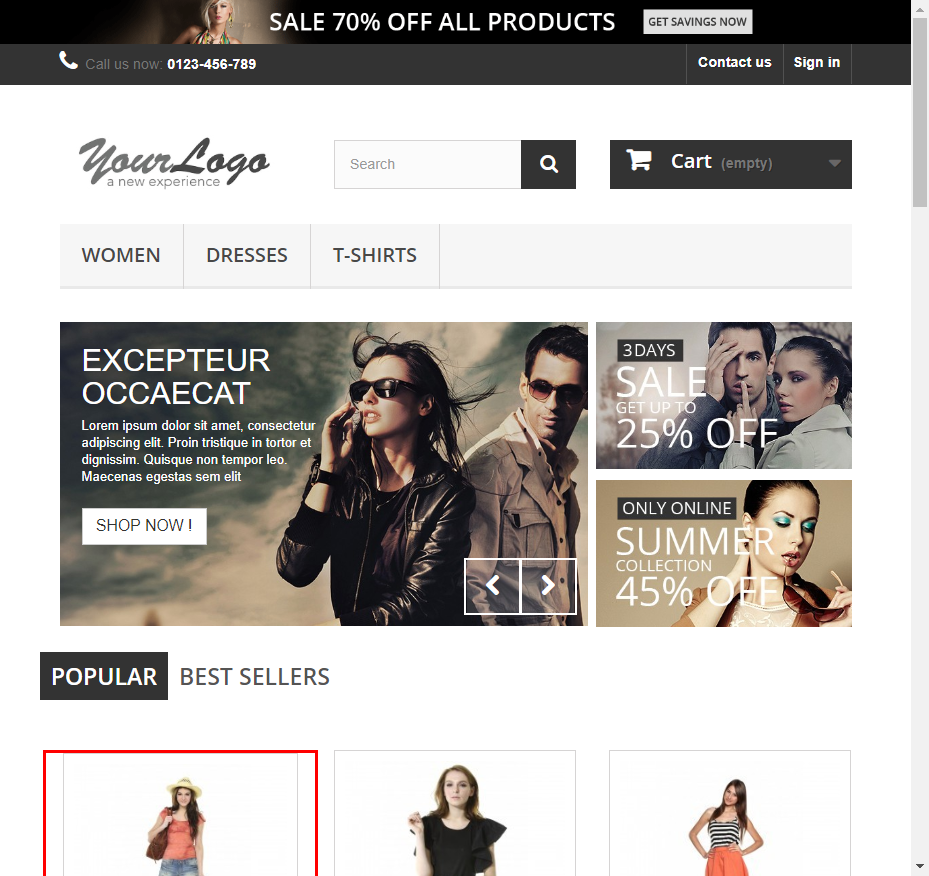 SALE 70% OFF ALL PRODUCTS GET SAVINGS NOW
Call us now: 0123-456-789 Contact us Sign in
YourLogo
a new experience
Search
Cart (empty)
WOMEN DRESSES T-SHIRTS
EXCEPTEUR
OCCAECAT
Lorem ipsum dolor sit amet, consectetur
adipiscing elit. Proin tristique in tortor et
dignissim. Quisque non tempor leo.
Maecenas egestas sem elit
SHOP NOW !
3DAYS
SALE
GET UP TO
25% OFF
ONLY ONLINE
SUMMER
COLLECTION
45% OFF
POPULAR BEST SELLERS